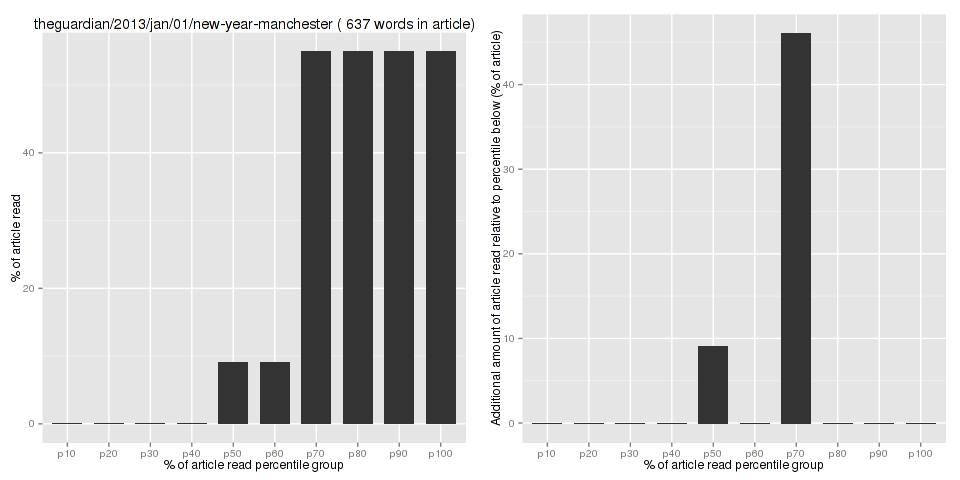 theguardian/2013/jan/01/new-year-manchester ( 637 words in article)
% of article read
40
20
0
p10 p20 p30 p40 p50 p60 p70 p80 p90 p100
% of article read percentile group
Additional amount of article read relative to percentile below (% of article)
40
30
20
10
0
p10 p20 p30 p40 p50 p60 p70 p80 p90 p100
% of article read percentile group